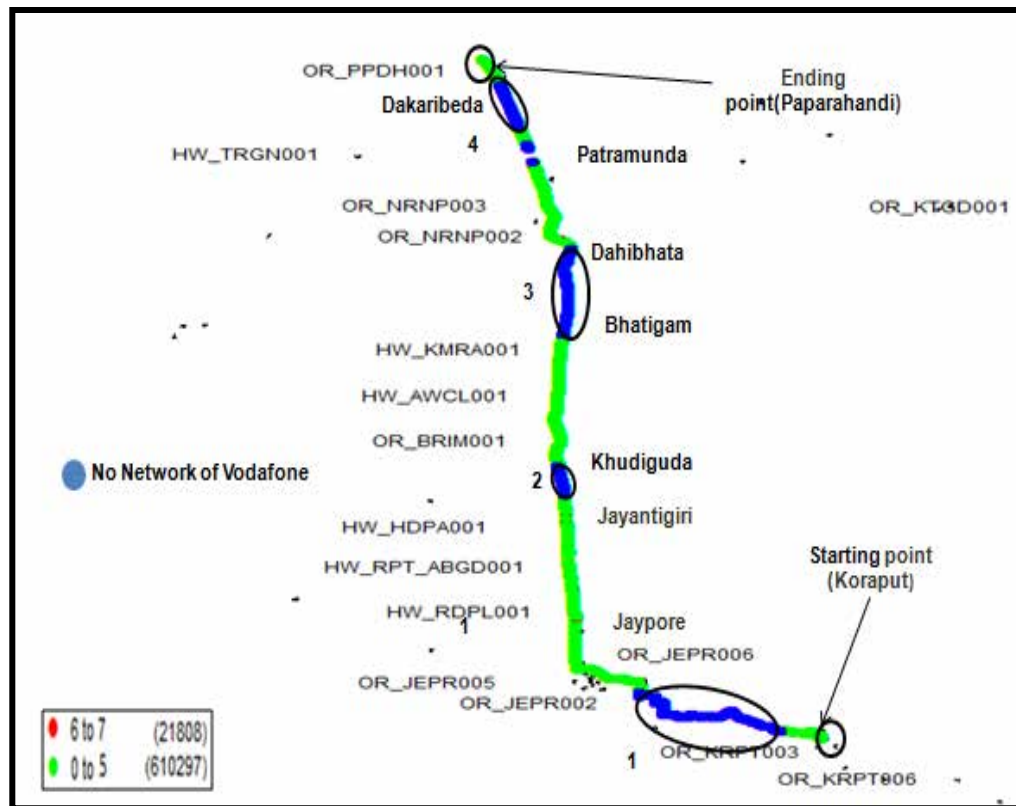 OR_PPDH001
Ending
point(Paparahandi)
Dakaribeda
4
HW_TRGN001
Patramunda
OR_NRNP003
OR_KTGD001
OR_NRNP002
Dahibhata
3
Bhatigam
HW_KMRA001
HW_AWCL001
OR_BRIM001
Khudiguda
No Network of Vodafone
2
Jayantigiri
HW_HDPA001
Starting point
(Koraput)
HW_RPT_ABGD001
HW_RDPL001
1
Jaypore
OR_JEPR006
OR_JEPR005
OR_JEPR002
6 to 7 (21808)
0 to 5 (610297)
OR_KRPT003
1
OR_KRPT006